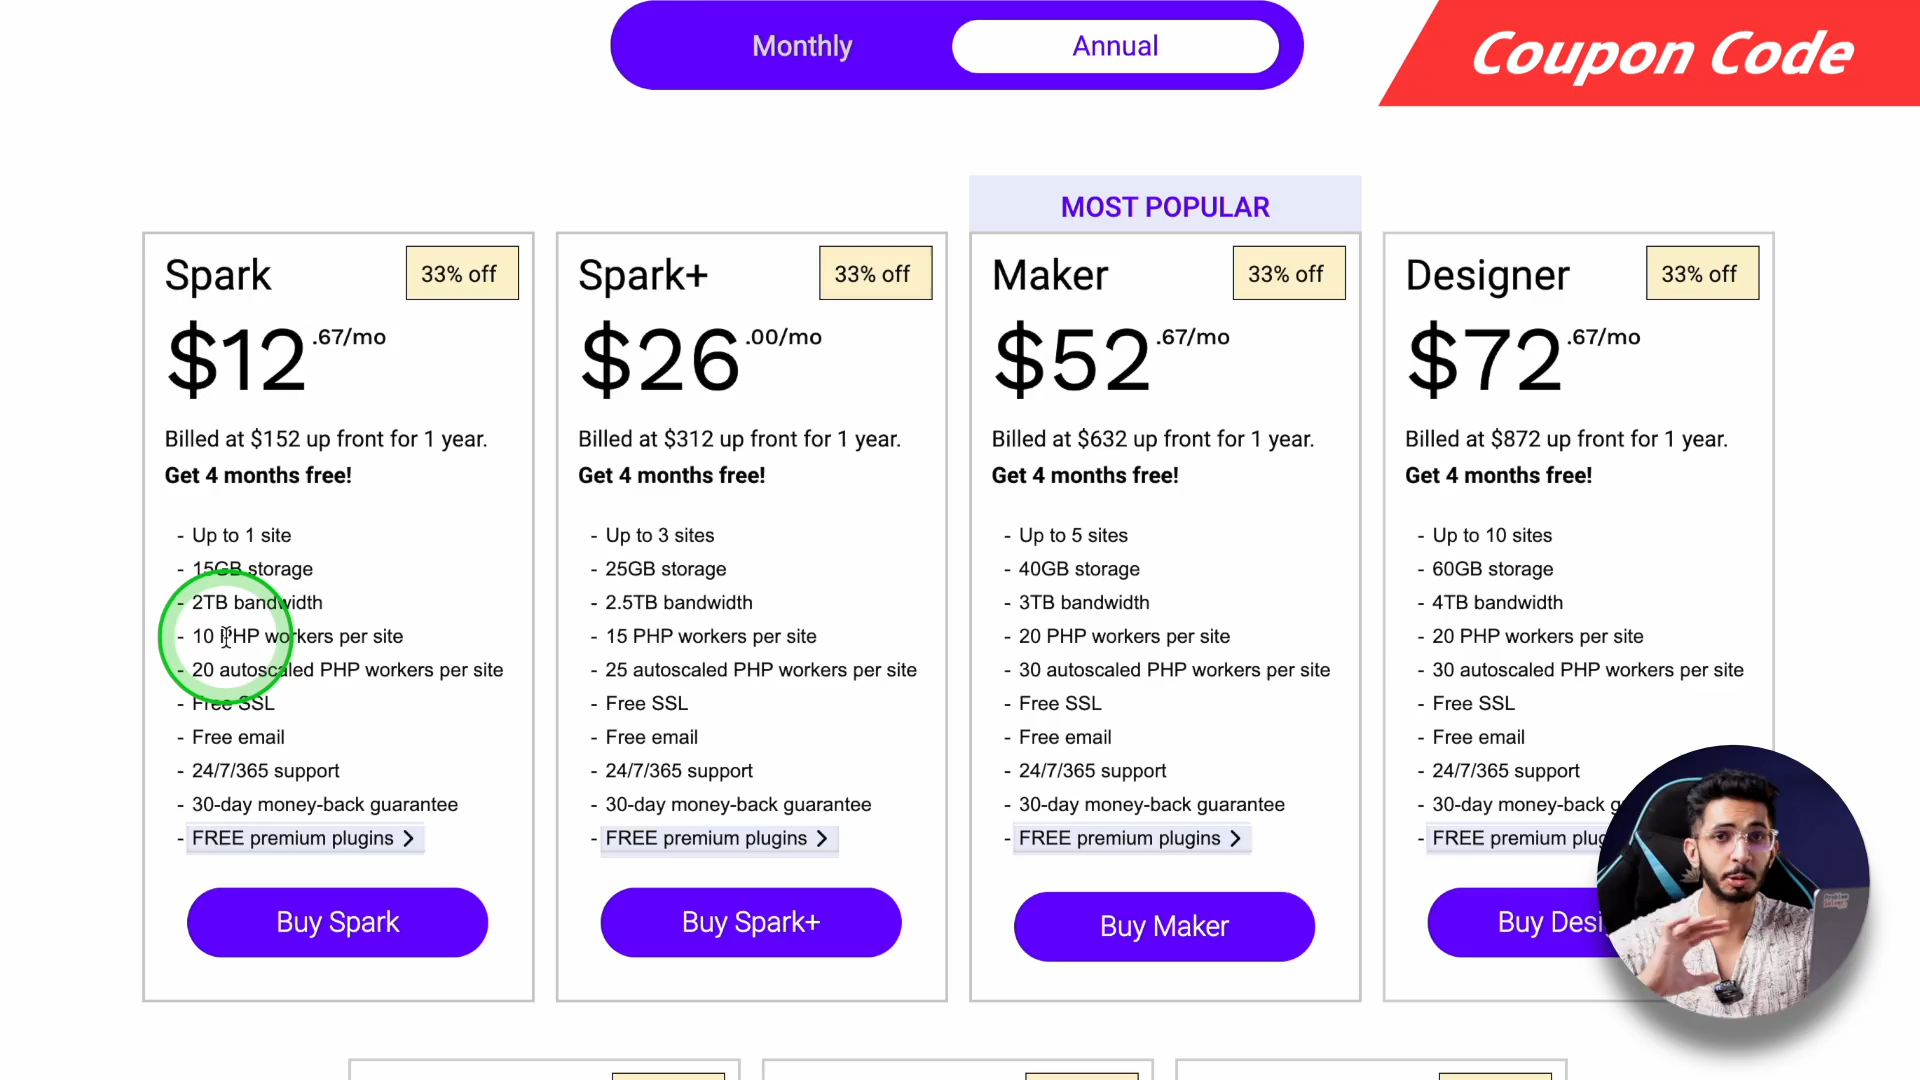 Monthly
Annual
Coupon Code
MOST POPULAR
Spark
33% off
$12.67/mo
Billed at $152 up front for 1 year.
Get 4 months free!
- Up to 1 site
- 15GB storage
- 2TB bandwidth
- 10 PHP workers per site
- 20 autoscaled PHP workers per site
- Free SSL
- Free email
- 24/7/365 support
- 30-day money-back guarantee
- FREE premium plugins >
Buy Spark
Spark+
33% off
$26.00/mo
Billed at $312 up front for 1 year.
Get 4 months free!
- Up to 3 sites
- 25GB storage
- 2.5TB bandwidth
- 15 PHP workers per site
- 25 autoscaled PHP workers per site
- Free SSL
- Free email
- 24/7/365 support
- 30-day money-back guarantee
- FREE premium plugins >
Buy Spark+
Maker
33% off
$52.67/mo
Billed at $632 up front for 1 year.
Get 4 months free!
- Up to 5 sites
- 40GB storage
- 3TB bandwidth
- 20 PHP workers per site
- 30 autoscaled PHP workers per site
- Free SSL
- Free email
- 24/7/365 support
- 30-day money-back guarantee
- FREE premium plugins >
Buy Maker
Designer
33% off
$72.67/mo
Billed at $872 up front for 1 year.
Get 4 months free!
- Up to 10 sites
- 60GB storage
- 4TB bandwidth
- 20 PHP workers per site
- 30 autoscaled PHP workers per site
- Free SSL
- Free email
- 24/7/365 support
- 30-day money-back g
- FREE premium plug
Buy Desi